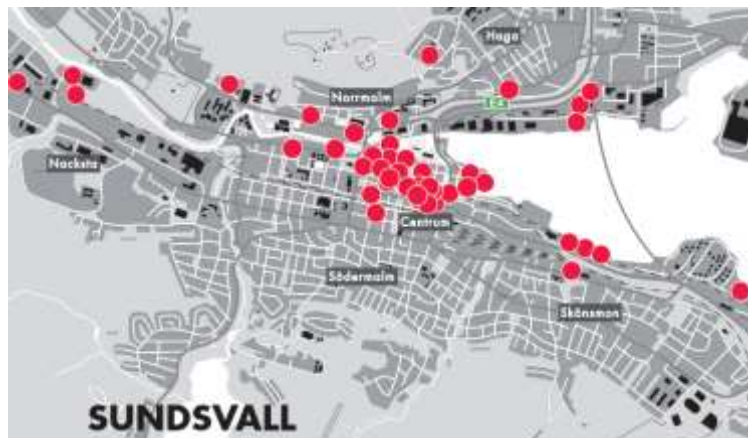 Haga
Norrmalm
E4
Nacksta
Centrum
Södermalm
Skönsmon
SUNDSVALL